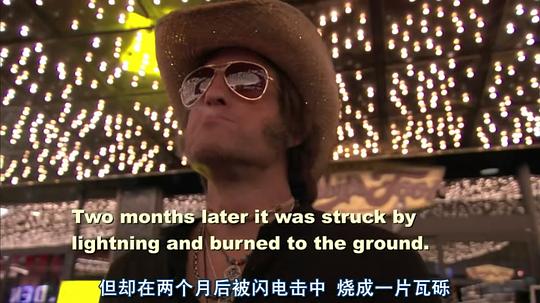 Two months later it was struck by
lightning and burned to the ground.
但却在两个月后被闪电击中 烧成一片瓦砾